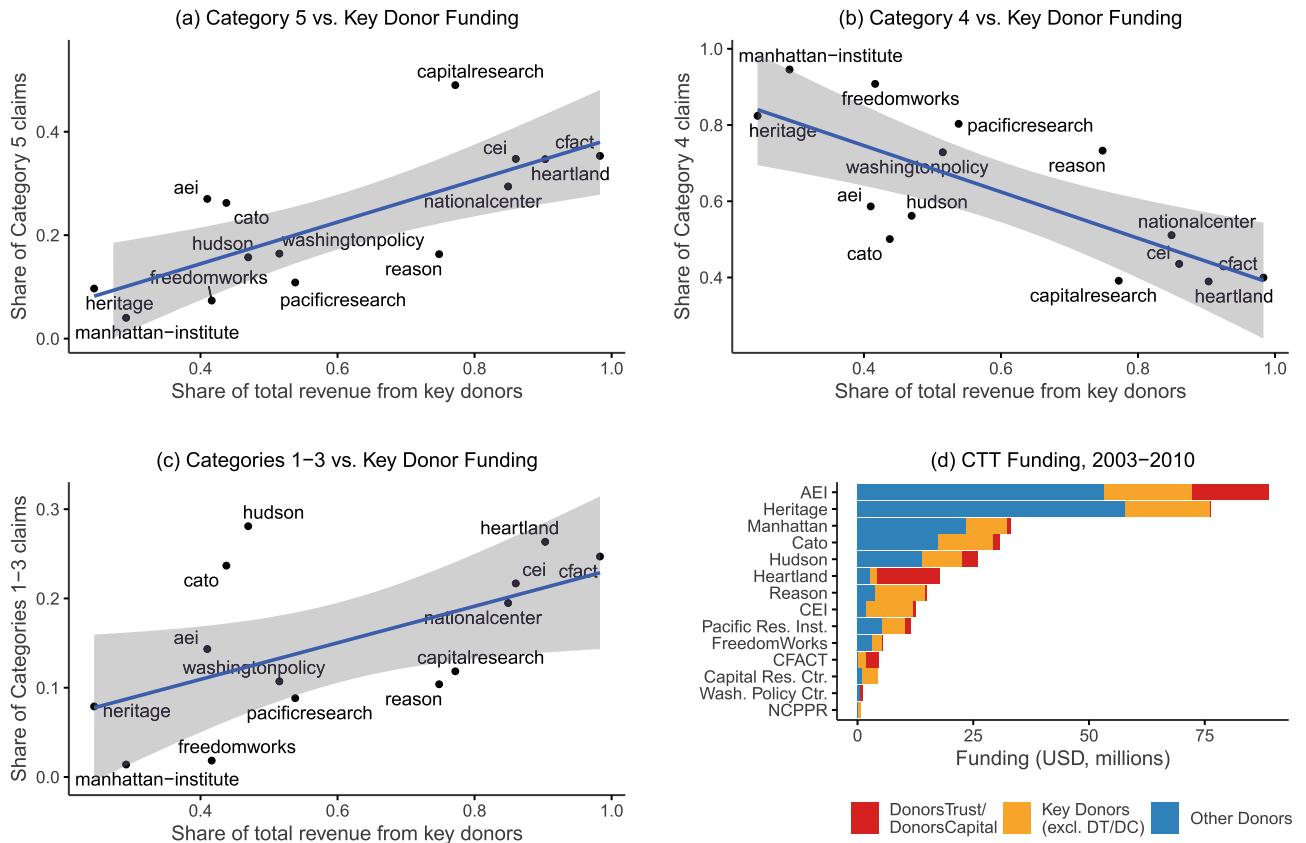 (a) Category 5 vs. Key Donor Funding
Share of Category 5 claims
0.4
0.2
0.0
capitalresearch
cei
cfact
heartland
nationalcenter
aei
cato
hudson
washingtonpolicy
reason
freedomworks
pacificresearch
heritage
manhattan−institute
0.4
0.6
0.8
1.0
Share of total revenue from key donors
(b) Category 4 vs. Key Donor Funding
Share of Category 4 claims
1.0
0.8
0.6
0.4
manhattan−institute
freedomworks
heritage
pacificresearch
washingtonpolicy
reason
aei
hudson
cato
nationalcenter
cei
cfact
capitalresearch
heartland
0.4
0.6
0.8
1.0
Share of total revenue from key donors
(c) Categories 1−3 vs. Key Donor Funding
Share of Categories 1−3 claims
0.3
0.2
0.1
0.0
hudson
heartland
cato
cei
cfact
nationalcenter
aei
washingtonpolicy
capitalresearch
reason
heritage
pacificresearch
freedomworks
manhattan−institute
0.4
0.6
0.8
1.0
Share of total revenue from key donors
(d) CTT Funding, 2003−2010
AEI
Heritage
Manhattan
Cato
Hudson
Heartland
Reason
CEI
Pacific Res. Inst.
FreedomWorks
CFACT
Capital Res. Ctr.
Wash. Policy Ctr.
NCPPR
0
25
50
75
Funding (USD, millions)
DonorsTrust/
DonorsCapital
Key Donors
(excl. DT/DC)
Other Donors